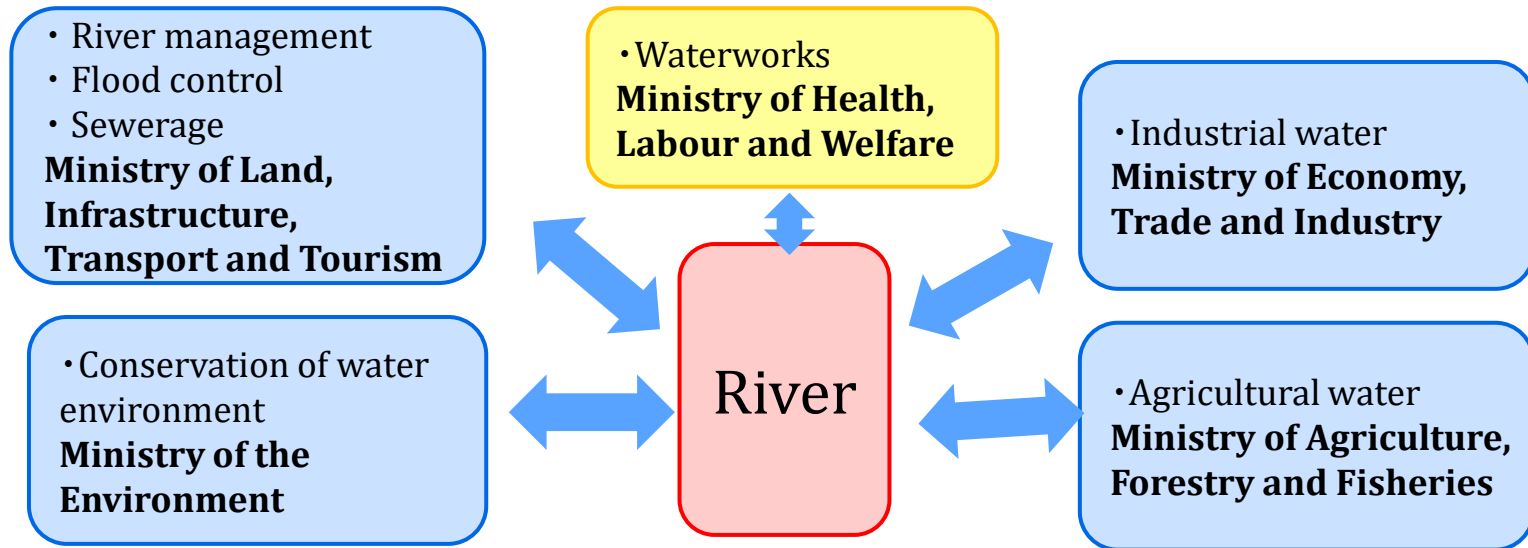 ・ River management
・ Flood control
・ Sewerage
Ministry of Land,
Infrastructure,
Transport and Tourism
・Waterworks
Ministry of Health,
Labour and Welfare
・Industrial water
Ministry of Economy,
Trade and Industry
・Conservation of water
environment
Ministry of the
Environment
River
・Agricultural water
Ministry of Agriculture,
Forestry and Fisheries